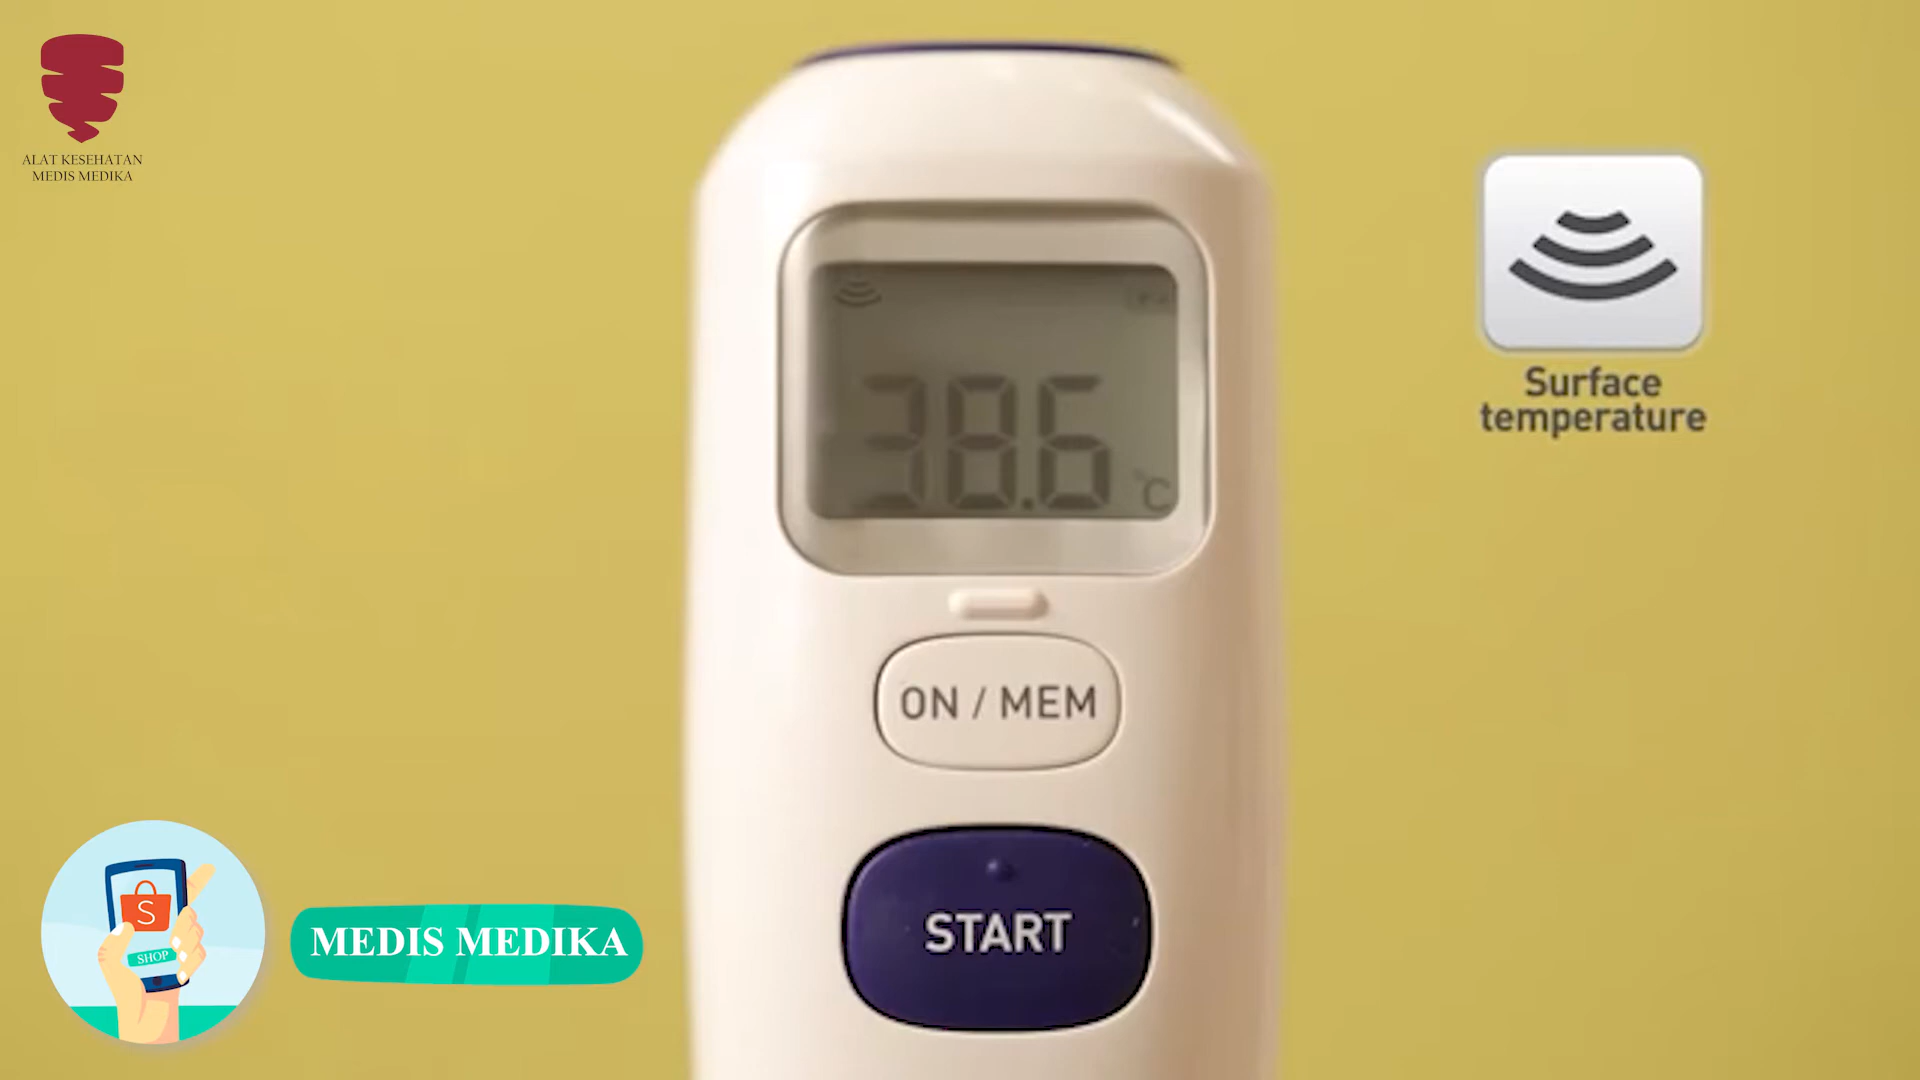 ALAT KESEHATAN
MEDIS MEDIKA
38.6
°C
Surface
temperature
ON / MEM
START
S
SHOP
MEDIS MEDIKA